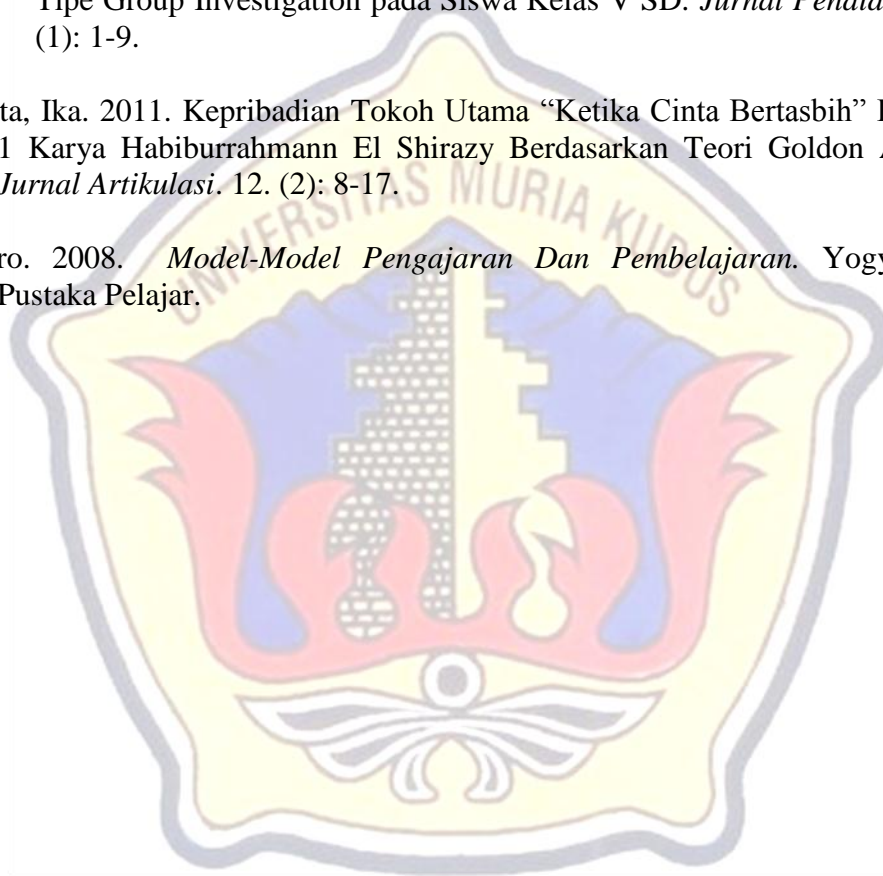 Tipe Group Investigation pada Siswa Kelas V SD. Jurnal
(1): 1-9.
ta, Ika. 2011. Kepribadian Tokoh Utama “Ketika Cinta Bertasbih”
1 Karya Habiburrahmann El Shirazy Berdasarkan Teori Goldon
Jurnal Artikulasi. 12. (2): 8-17.
ro. 2008. Model-Model Pengajaran Dan Pembelajaran. Yogy
Pustaka Pelajar.
UNIVERSITAS MURIA KUDUS